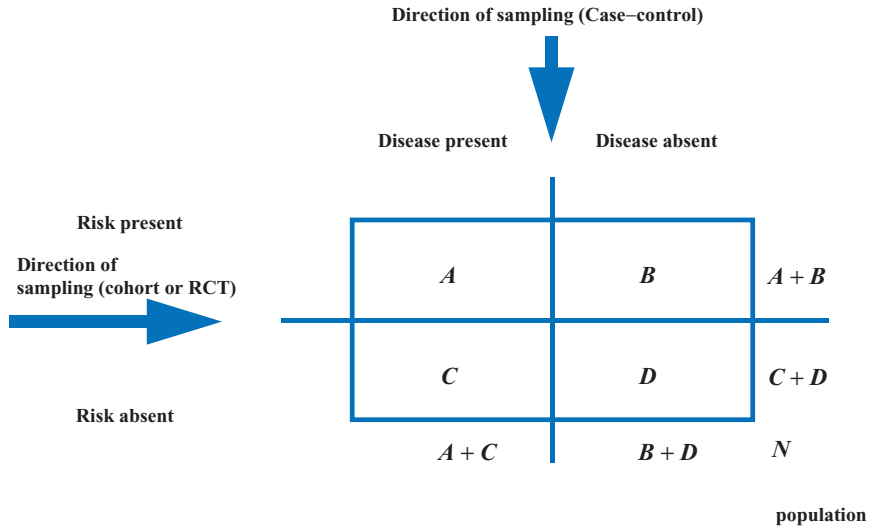 Direction of sampling (Case–control)
Disease present
Disease absent
Risk present
Direction of
sampling (cohort or RCT)
A
B
A + B
C
D
C + D
Risk absent
A + C
B + D
N
population